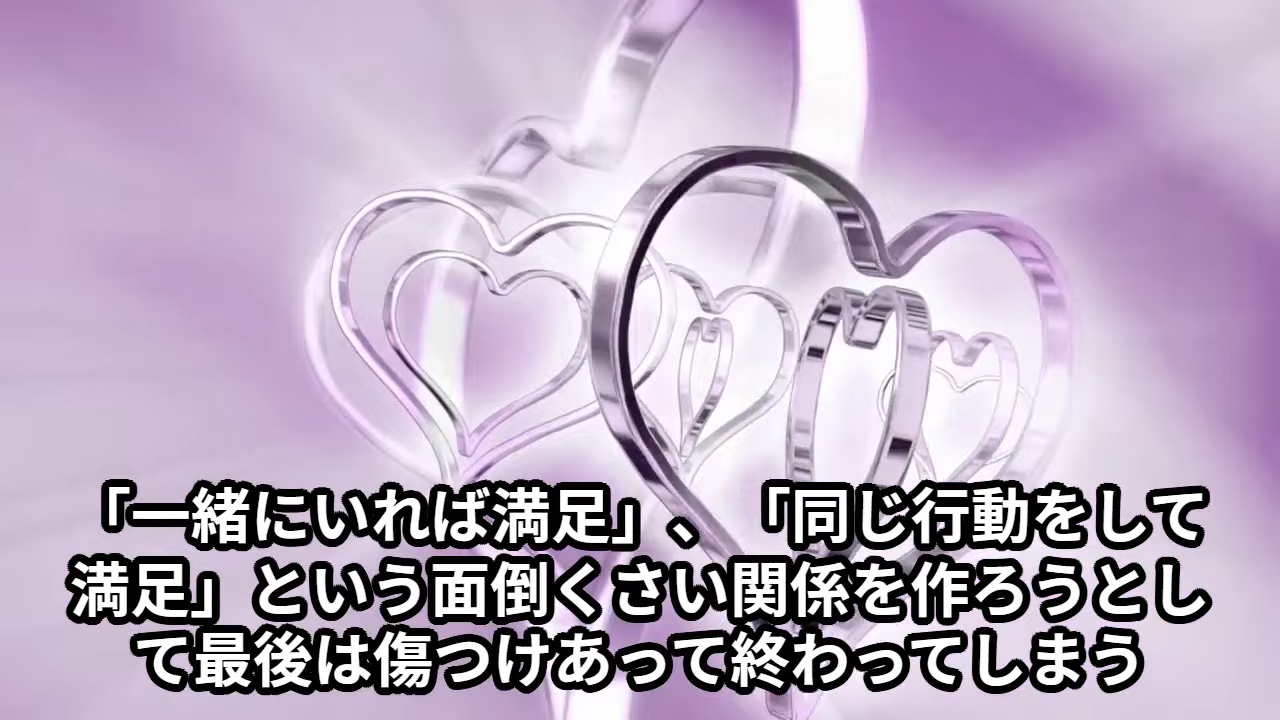 「一緒にいれば満足」、「同じ行動をして
満足」という面倒くさい関係を作ろうとし
て最後は傷つけあって終わってしまう